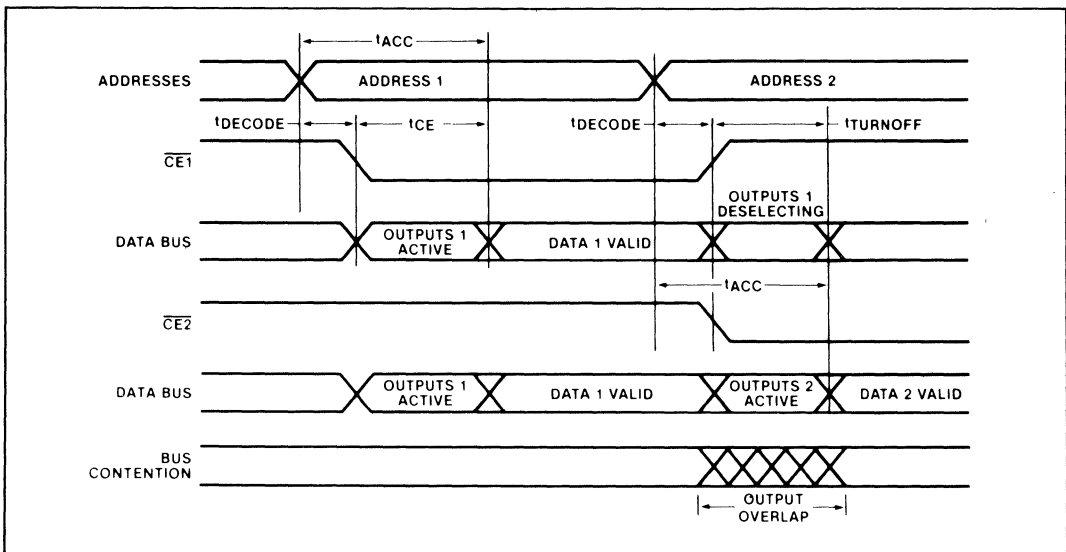 tACC
ADDRESSES
ADDRESS 1
ADDRESS 2
tDECODE
tCE
tDECODE
tTURNOFF
CE1
OUTPUTS 1
DESELECTING
DATA BUS
OUTPUTS 1
ACTIVE
DATA 1 VALID
tACC
CE2
DATA BUS
OUTPUTS 1
ACTIVE
DATA 1 VALID
OUTPUTS 2
ACTIVE
DATA 2 VALID
BUS
CONTENTION
OUTPUT
OVERLAP